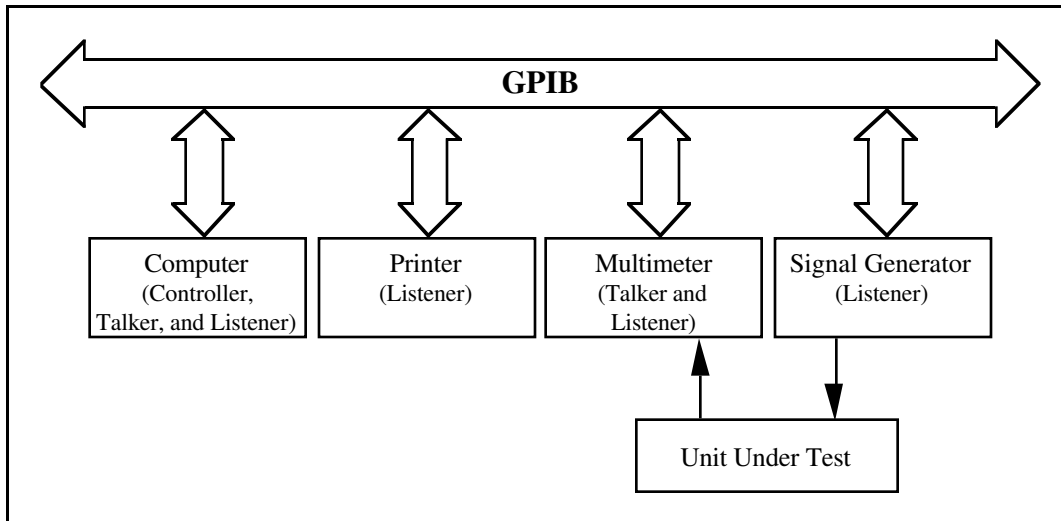 GPIB
Computer
(Controller,
Talker, and Listener)
Printer
(Listener)
Multimeter
(Talker and
Listener)
Signal Generator
(Listener)
Unit Under Test